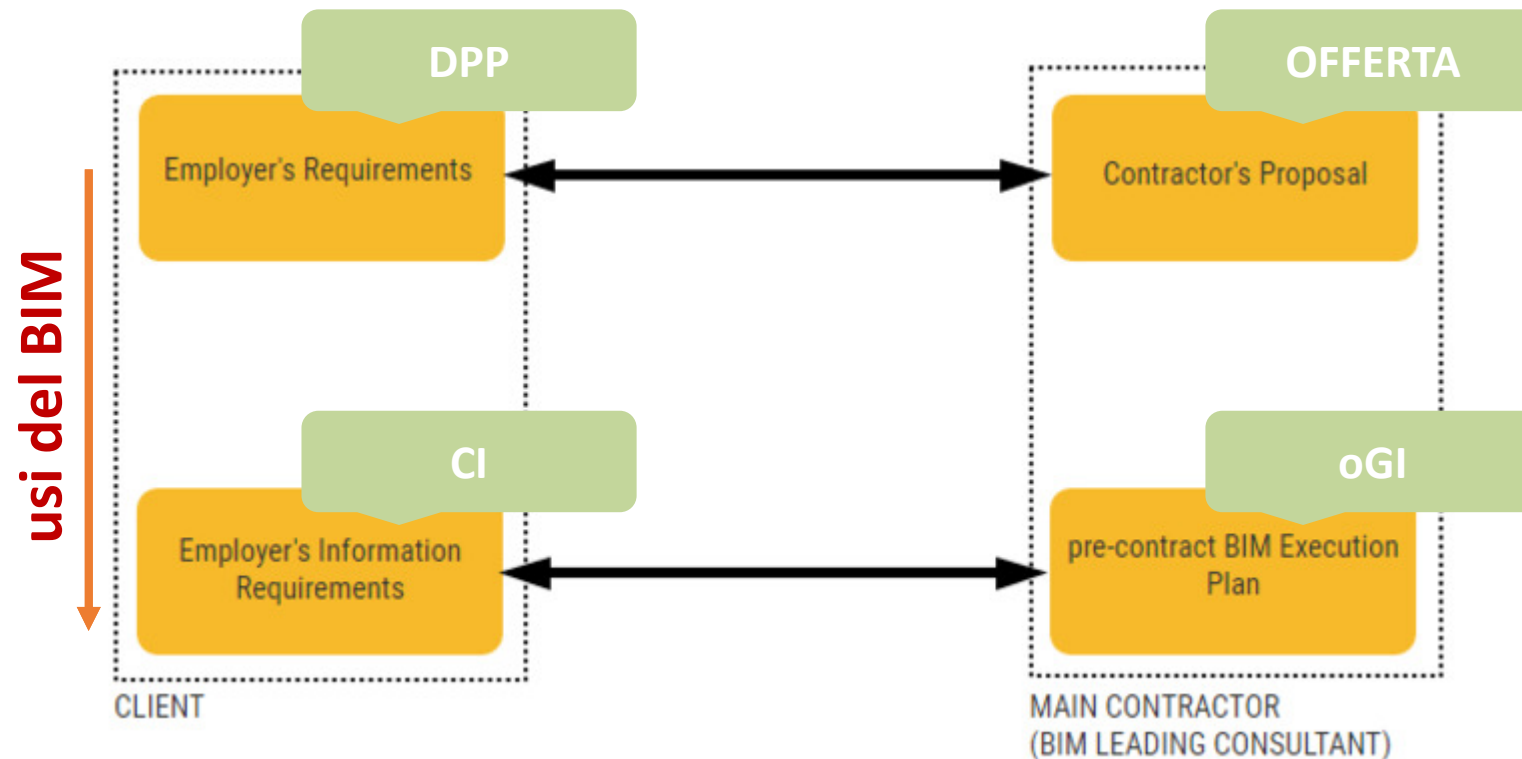 DPP
OFFERTA
Employer's Requirements
Contractor's Proposal
usi del BIM
CI
oGI
Employer's Information
Requirements
pre-contract BIM Execution
Plan
CLIENT
MAIN CONTRACTOR
(BIM LEADING CONSULTANT)